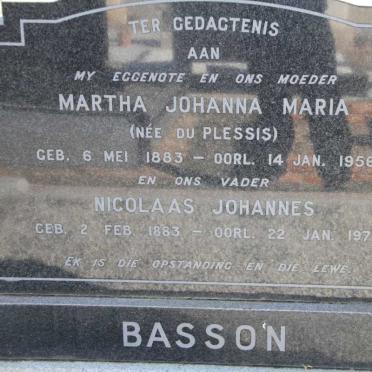 TER GEDAGTENIS
AAN
MY EGGENOTE EN ONS MOEDER
MARTHA JOHANNA MARIA
(NÉE DU PLESSIS)
GEB. 6 MEI 1883 — OORL. 14 JAN. 1956
EN ONS VADER
NICOLAAS JOHANNES
GEB. 2 FEB. 1883 — OORL. 22 JAN. 197
EK IS DIE OPSTANDING EN DIE LEWE.
BASSON